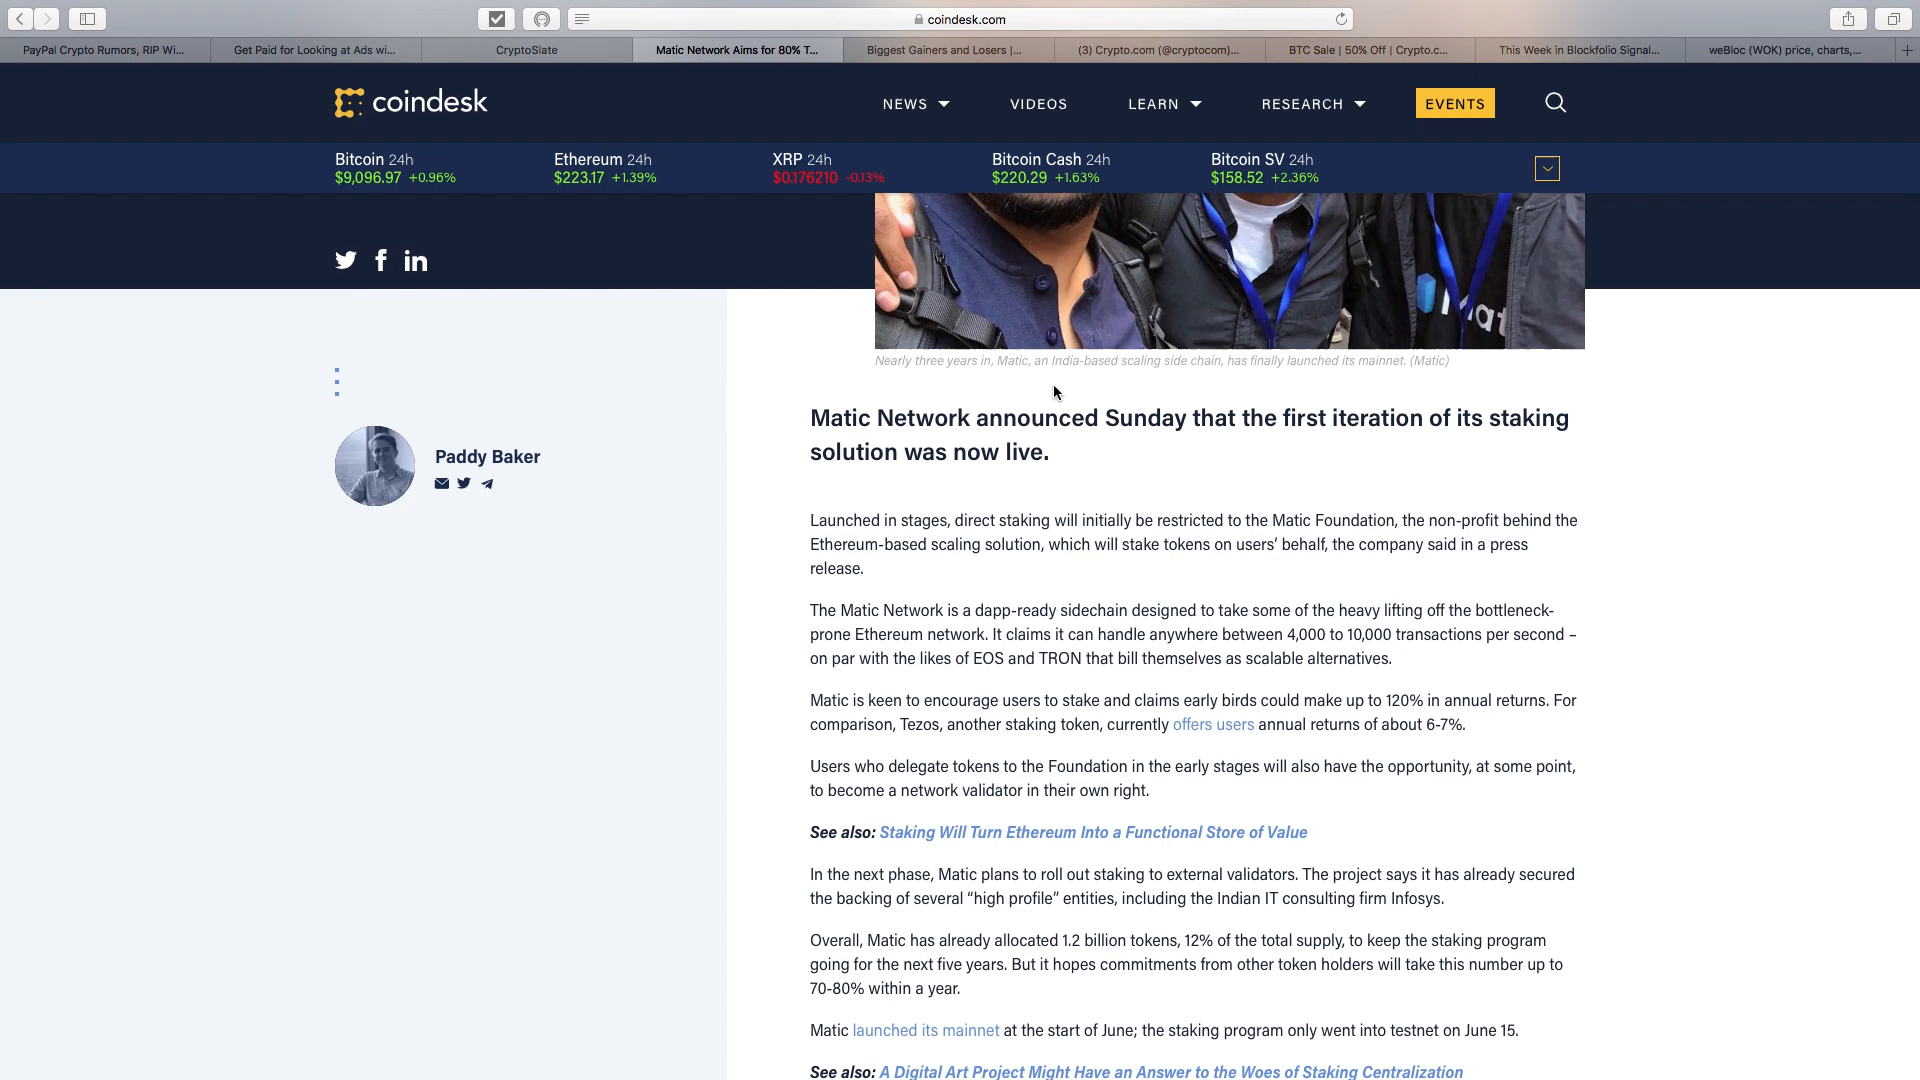 coindesk.com
PayPal Crypto Rumors, RIP Wi...
Get Paid for Looking at Ads wi...
CryptoSlate
Matic Network Aims for 80% T...
Biggest Gainers and Losers |...
(3) Crypto.com (@cryptocom)...
BTC Sale | 50% Off | Crypto.c...
This Week in Blockfolio Signal...
weBloc (WOK) price, charts,...
coindesk
NEWS
VIDEOS
LEARN
RESEARCH
EVENTS
Bitcoin 24h
$9,096.97 +0.96%
Ethereum 24h
$223.17 +1.39%
XRP 24h
$0.176210 -0.13%
Bitcoin Cash 24h
$220.29 +1.63%
Bitcoin SV 24h
$158.52 +2.36%
Mat
Nearly three years in, Matic, an India-based scaling side chain, has finally launched its mainnet. (Matic)
Paddy Baker
Matic Network announced Sunday that the first iteration of its staking
solution was now live.
Launched in stages, direct staking will initially be restricted to the Matic Foundation, the non-profit behind the
Ethereum-based scaling solution, which will stake tokens on users’ behalf, the company said in a press
release.
The Matic Network is a dapp-ready sidechain designed to take some of the heavy lifting off the bottleneck-
prone Ethereum network. It claims it can handle anywhere between 4,000 to 10,000 transactions per second –
on par with the likes of EOS and TRON that bill themselves as scalable alternatives.
Matic is keen to encourage users to stake and claims early birds could make up to 120% in annual returns. For
comparison, Tezos, another staking token, currently offers users annual returns of about 6-7%.
Users who delegate tokens to the Foundation in the early stages will also have the opportunity, at some point,
to become a network validator in their own right.
See also: Staking Will Turn Ethereum Into a Functional Store of Value
In the next phase, Matic plans to roll out staking to external validators. The project says it has already secured
the backing of several “high profile” entities, including the Indian IT consulting firm Infosys.
Overall, Matic has already allocated 1.2 billion tokens, 12% of the total supply, to keep the staking program
going for the next five years. But it hopes commitments from other token holders will take this number up to
70-80% within a year.
Matic launched its mainnet at the start of June; the staking program only went into testnet on June 15.
See also: A Digital Art Project Might Have an Answer to the Woes of Staking Centralization